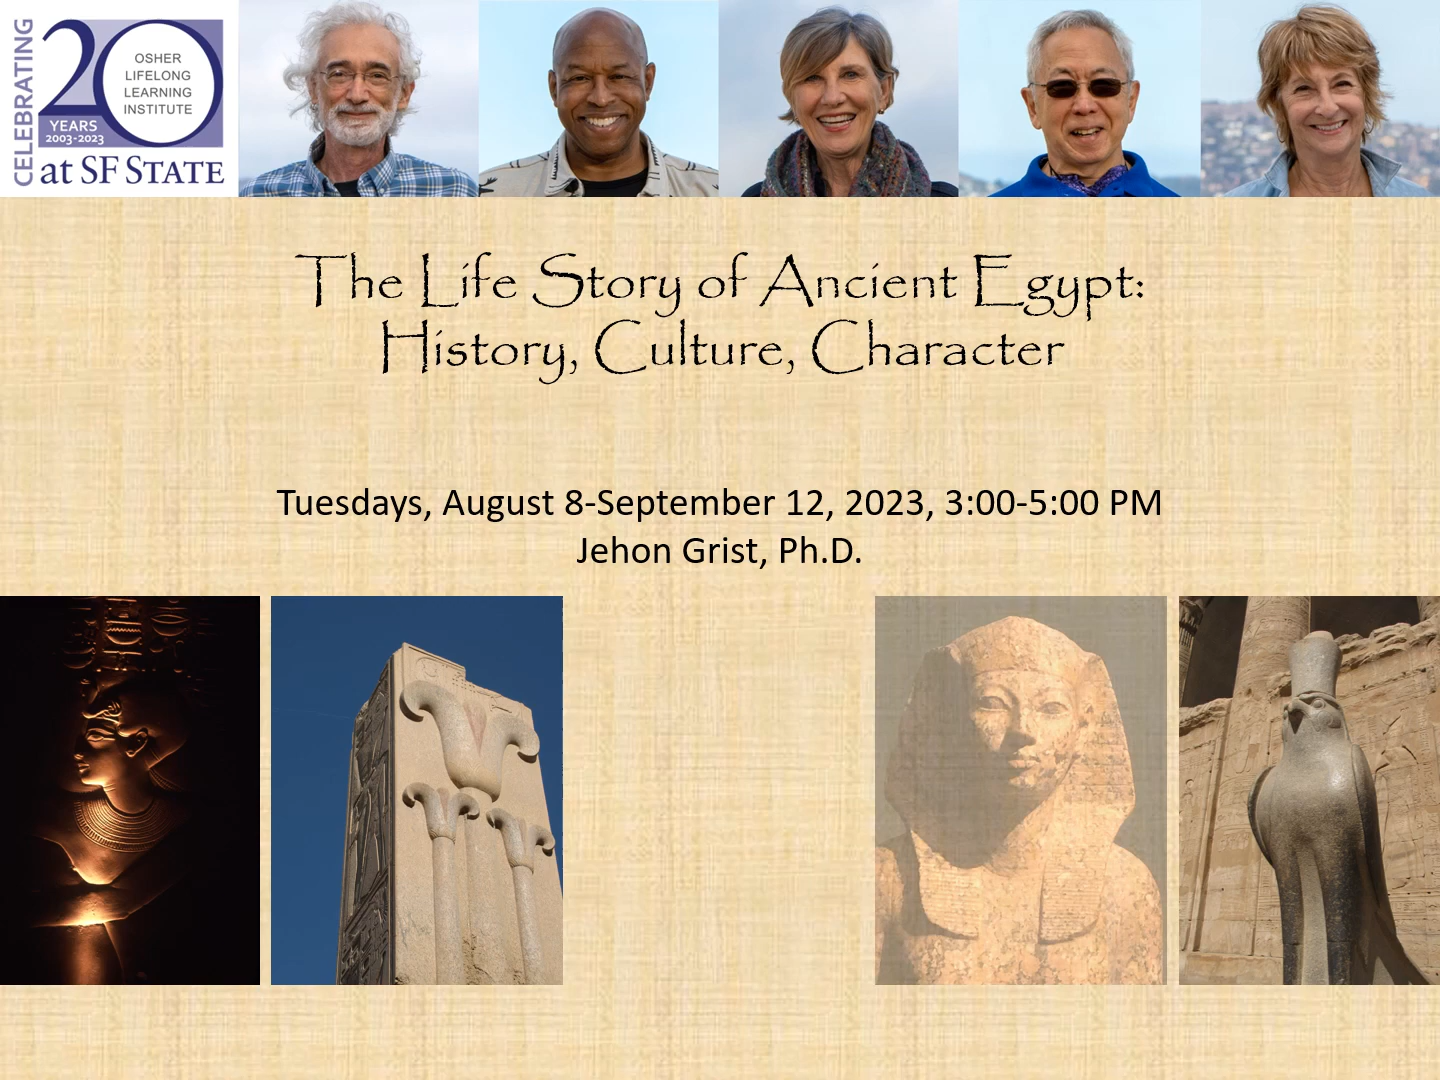 CELEBRATING
20
OSHER
LIFELONG
LEARNING
INSTITUTE
YEARS
2003-2023
at SF STATE
The Life Story of Ancient Egypt:
History, Culture, Character
Tuesdays, August 8-September 12, 2023, 3:00-5:00 PM
Jehon Grist, Ph.D.